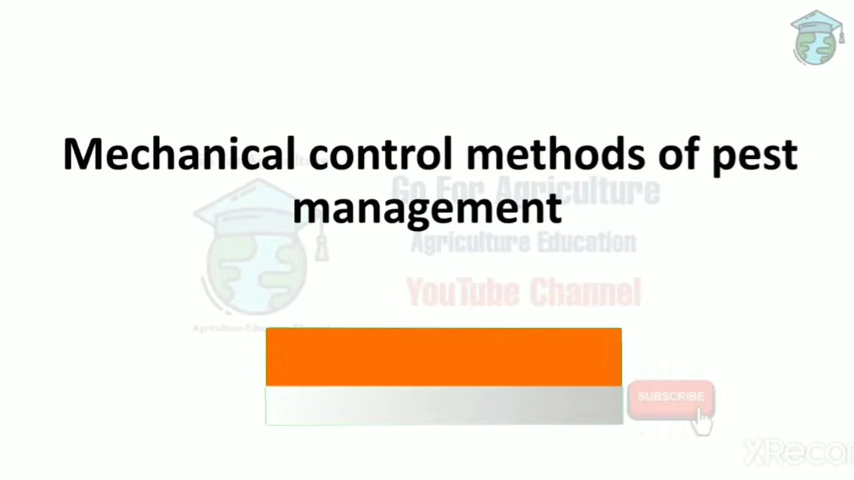 Mechanical control methods of pest
management
Go For Agriculture
Agriculture Education
YouTube Channel
SUBSCRIBE
XRecor